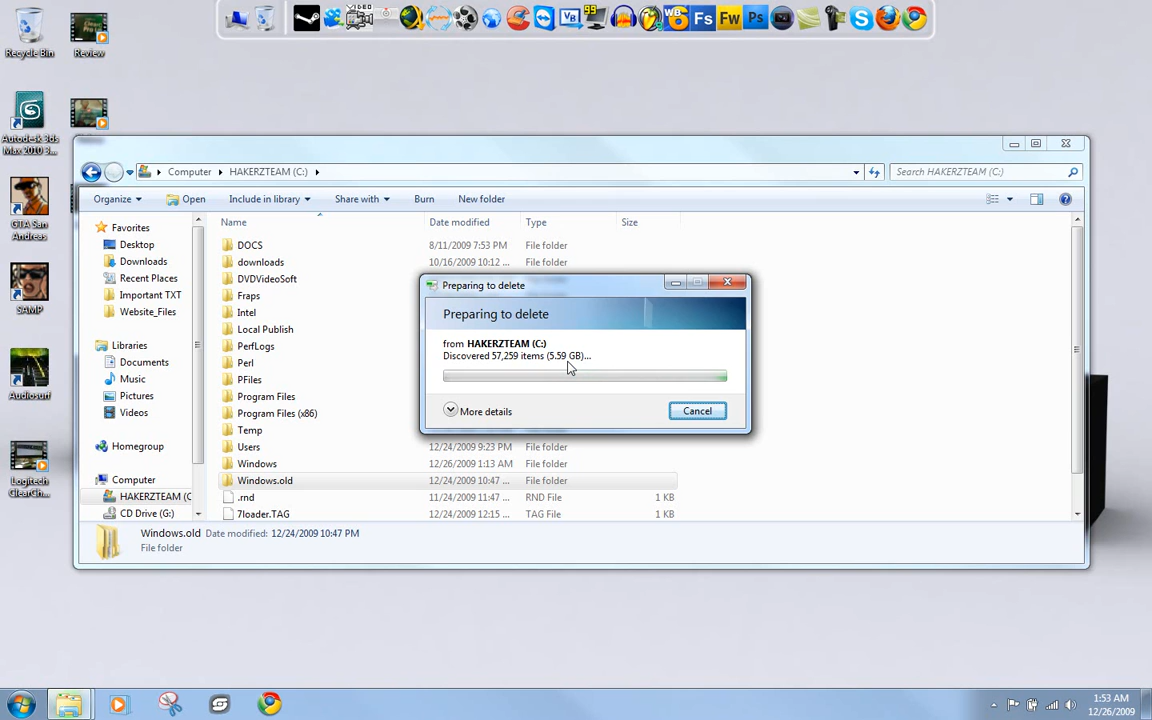 Recycle Bin
Review
99
Autodesk 3ds
Max 2010 3...
GTA San
Andreas
SAMP
Audiosurf
Logitech
ClearCh...
Computer
HAKERZTEAM (C:)
Search HAKERZTEAM (C:)
Organize
Open
Include in library
Share with
Burn
New folder
Favorites
Desktop
Downloads
Recent Places
Important TXT
Website_Files
Libraries
Documents
Music
Pictures
Videos
Homegroup
Computer
HAKERZTEAM (C
CD Drive (G:)
Name
Date modified
Type
Size
DOCS
8/11/2009 7:53 PM
File folder
downloads
10/16/2009 10:12 ...
File folder
DVDVideoSoft
Fraps
Intel
Local Publish
PerfLogs
Perl
PFiles
Program Files
Program Files (x86)
Temp
Users
12/24/2009 9:23 PM
File folder
Windows
12/26/2009 1:13 AM
File folder
Windows.old
12/24/2009 10:47 ...
File folder
.rnd
11/24/2009 11:47 ...
RND File
1 KB
7loader.TAG
12/24/2009 12:15 ...
TAG File
1 KB
Preparing to delete
Preparing to delete
from HAKERZTEAM (C:)
Discovered 57,259 items (5.59 GB)...
More details
Cancel
Windows.old Date modified: 12/24/2009 10:47 PM
File folder
1:53 AM
12/26/2009